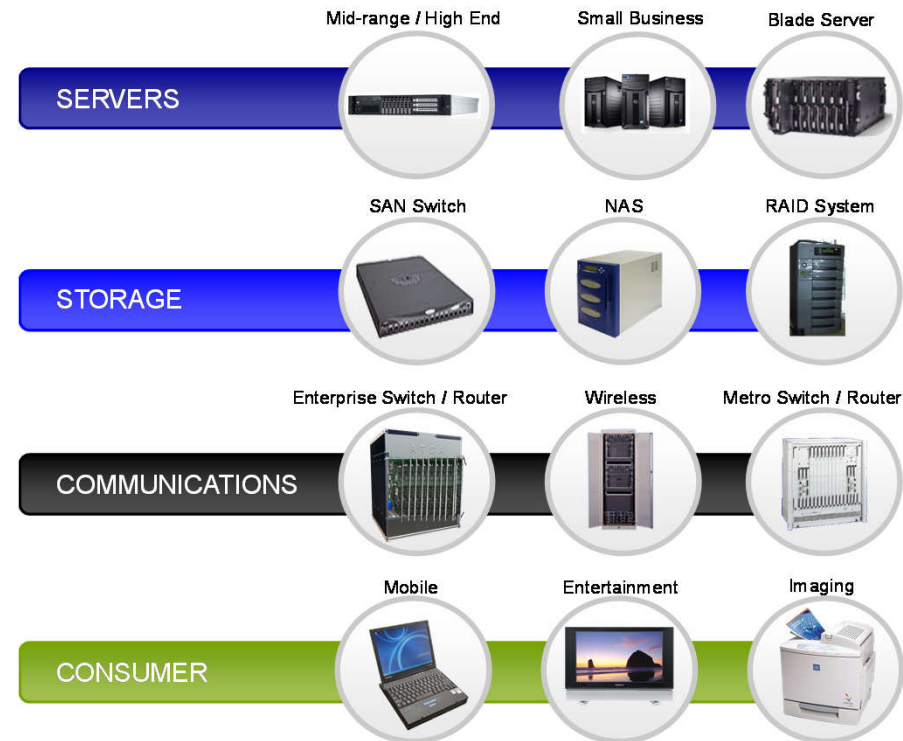 Mid-range / High End
Small Business
Blade Server
SERVERS
SAN Switch
NAS
RAID System
STORAGE
Enterprise Switch / Router
Wireless
Metro Switch / Router
COMMUNICATIONS
Mobile
Entertainment
Imaging
CONSUMER